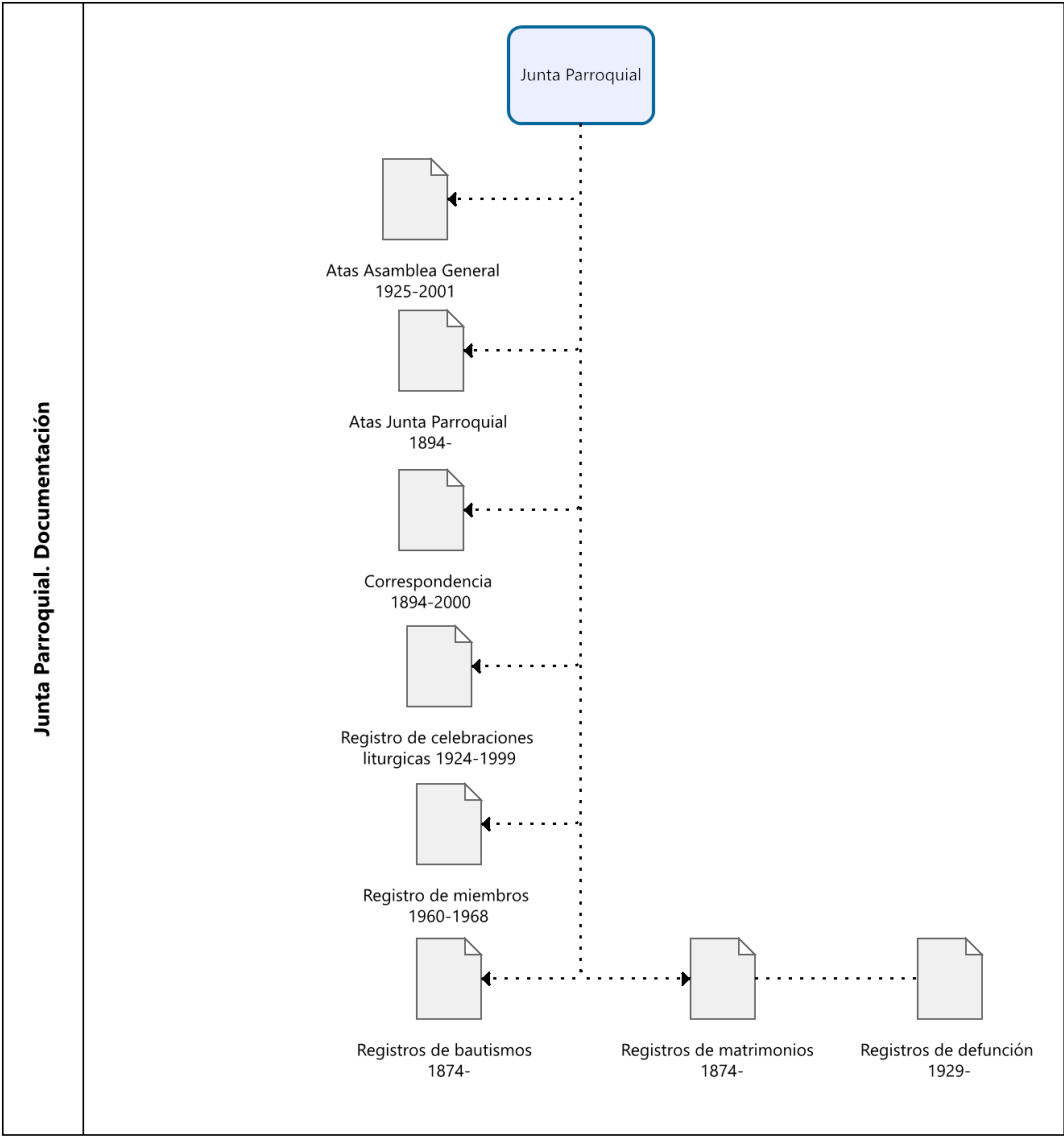 Junta Parroquial. Documentación
Junta Parroquial
Atas Asamblea General
1925-2001
Atas Junta Parroquial
1894-
Correspondencia
1894-2000
Registro de celebraciones
liturgicas 1924-1999
Registro de miembros
1960-1968
Registros de bautismos
1874-
Registros de matrimonios
1874-
Registros de defunción
1929-